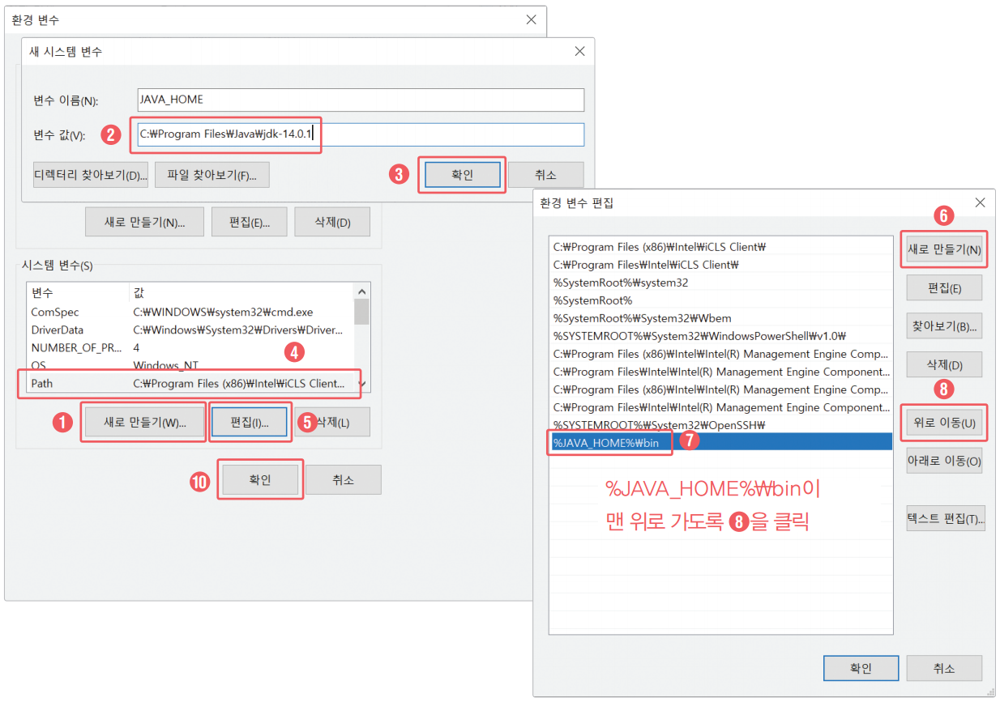 환경 변수
새 시스템 변수
변수 이름(N):
JAVA_HOME
변수 값(V):
❷
C:₩Program Files₩Java₩jdk-14.0.1
디렉터리 찾아보기(D)...
파일 찾아보기(F)...
❸
확인
취소
새로 만들기(N)...
편집(E)...
삭제(D)
시스템 변수(S)
변수 값
ComSpec C:₩WINDOWS₩system32₩cmd.exe
DriverData C:₩Windows₩System32₩Drivers₩Driver...
NUMBER_OF_PR... 4
❹
OS Windows_NT
Path C:₩Program Files (x86)₩Intel₩iCLS Client...
❶
새로 만들기(W)...
편집(I)...
❺
삭제(L)
❿
확인
취소
환경 변수 편집
❻
C:₩Program Files (x86)₩Intel₩iCLS Client₩
C:₩Program Files₩Intel₩iCLS Client₩
%SystemRoot%₩system32
%SystemRoot%
%SystemRoot%₩System32₩Wbem
%SYSTEMROOT%₩System32₩WindowsPowerShell₩v1.0₩
C:₩Program Files (x86)₩Intel₩Intel(R) Management Engine Comp...
C:₩Program Files₩Intel₩Intel(R) Management Engine Component...
C:₩Program Files (x86)₩Intel₩Intel(R) Management Engine Comp...
C:₩Program Files₩Intel₩Intel(R) Management Engine Component...
%SYSTEMROOT%₩System32₩OpenSSH₩
%JAVA_HOME%₩bin
❼
%JAVA_HOME%₩bin이
맨 위로 가도록 ❽을 클릭
새로 만들기(N)
편집(E)
찾아보기(B)...
삭제(D)
❽
위로 이동(U)
아래로 이동(O)
텍스트 편집(T)...
확인
취소